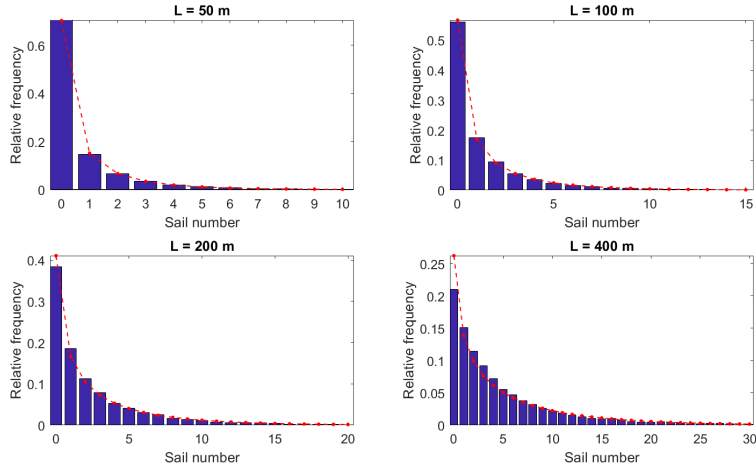 L = 50 m
Relative frequency
0.6
0.4
0.2
0
0 1 2 3 4 5 6 7 8 9 10
Sail number
L = 100 m
Relative frequency
0.5
0.4
0.3
0.2
0.1
0
0 5 10 15
Sail number
L = 200 m
Relative frequency
0.4
0.3
0.2
0.1
0
0 5 10 15 20
Sail number
L = 400 m
Relative frequency
0.25
0.2
0.15
0.1
0.05
0
0 5 10 15 20 25 30
Sail number